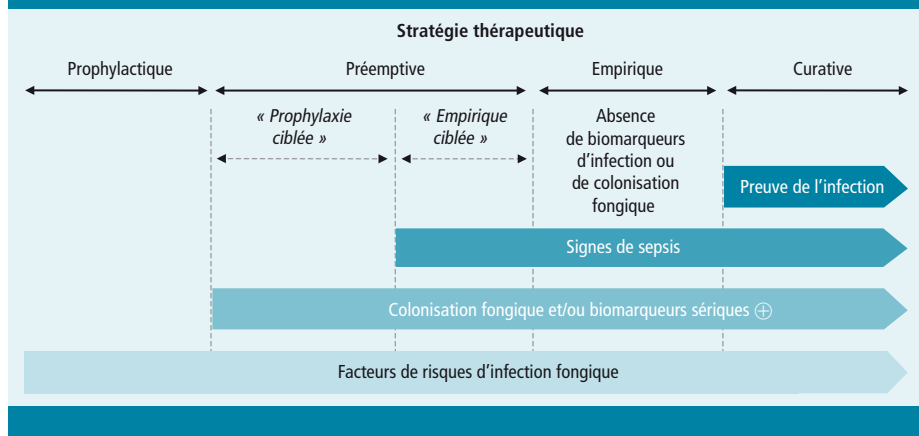 Stratégie thérapeutique
Prophylactique
Préemptive
Empirique
Curative
« Prophylaxie
ciblée »
« Empirique
ciblée »
Absence
de biomarqueurs
d’infection ou
de colonisation
fongique
Preuve de l’infection
Signes de sepsis
Colonisation fongique et/ou biomarqueurs sériques ⊕
Facteurs de risques d’infection fongique